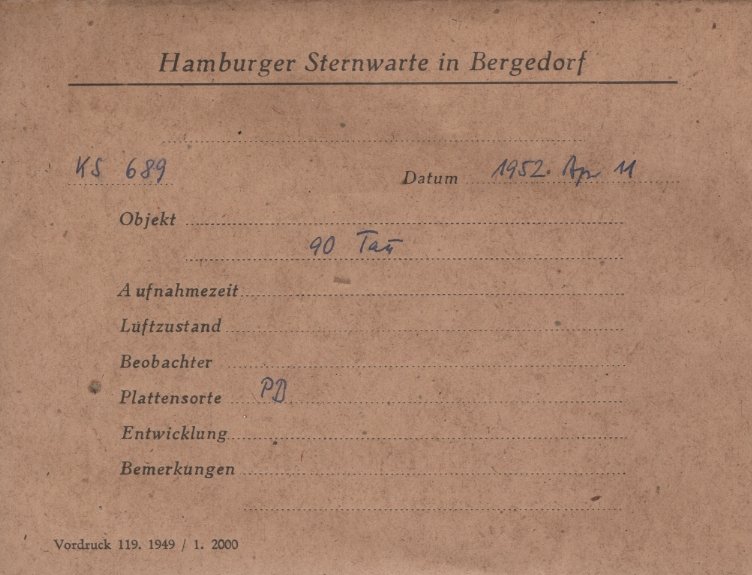 Hamburger Sternwarte in Bergedorf
KS 689 Datum 1952 Apr 11
Objekt
90 Tau
Aufnahmezeit
Luftzustand
Beobachter
Plattensorte PD
Entwicklung
Bemerkungen
Vordruck 119. 1949 / 1. 2000